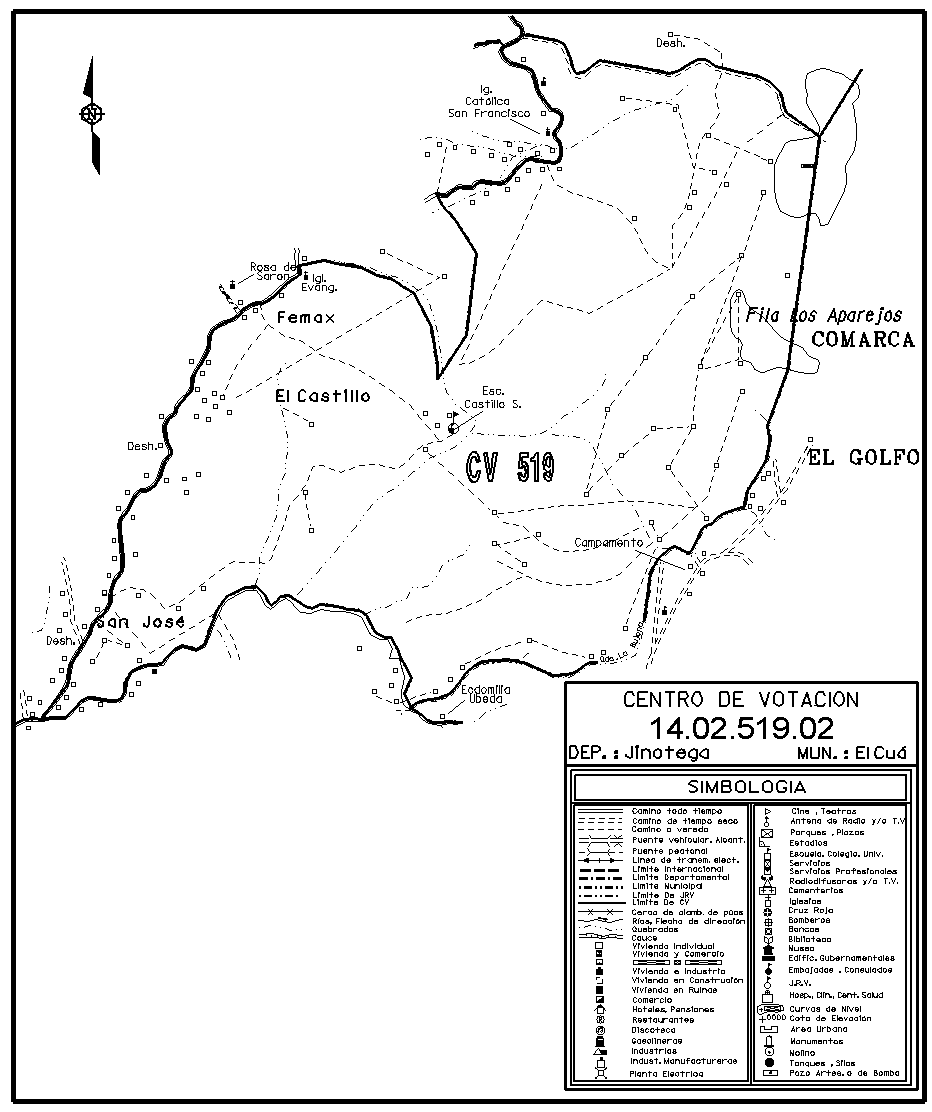 Desh.
Ig.
Católica
San Francisco
N
Rosa de
Saron
Igl.
Evang.
Femax
Fila Los Aparejos
COMARCA
El Castillo
Esc.
Castillo S.
Desh.
CV 519
EL GOLFO
Campamento
San José
Desh.
Qda. La Bujona
Eodomilia
Ubeda
CENTRO DE VOTACION
14.02.519.02
DEP.: Jinotega MUN.: El Cuá
SIMBOLOGIA
Camino todo tiempo
Camino de tiempo seco
Camino o vereda
Puente vehicular, Alcant.
Puente peatonal
Linea de transm. elect.
Limite Internacional
Limite Departamental
Limite Municipal
Limite De JRV
Limite De CV
Cerca de alamb. de púas
Ríos, Flecha de dirección
Quebradas
Cauce
Vivienda Individual
Vivienda y Comercio
Vivienda e Industria
Vivienda en Construción
Vivienda en Ruinas
Comercio
Hoteles, Pensiones
Restaurantes
Discoteca
Gasolineras
Industrias
Indust. Manufactureras
Planta Electrica
Cine , Teatros
Antena de Radio y/o T.V
Parques , Plazas
Estadios
Escuela. Colegio. Univ.
Servicios
Servicios Profesionales
Radiodifusoras y/o T.V.
Cementerios
Iglesias
Cruz Roja
Bomberos
Bancos
Biblioteca
Museo
Edific. Gubernamentales
Embajadas , Consulados
J.R.V.
Hosp., Clin., Cent. Salud
Curvas de Nivel
Cota de Elevación
Area Urbana
Monumentos
Molino
Tanques , Silos
Pozo Artes. o de Bomba